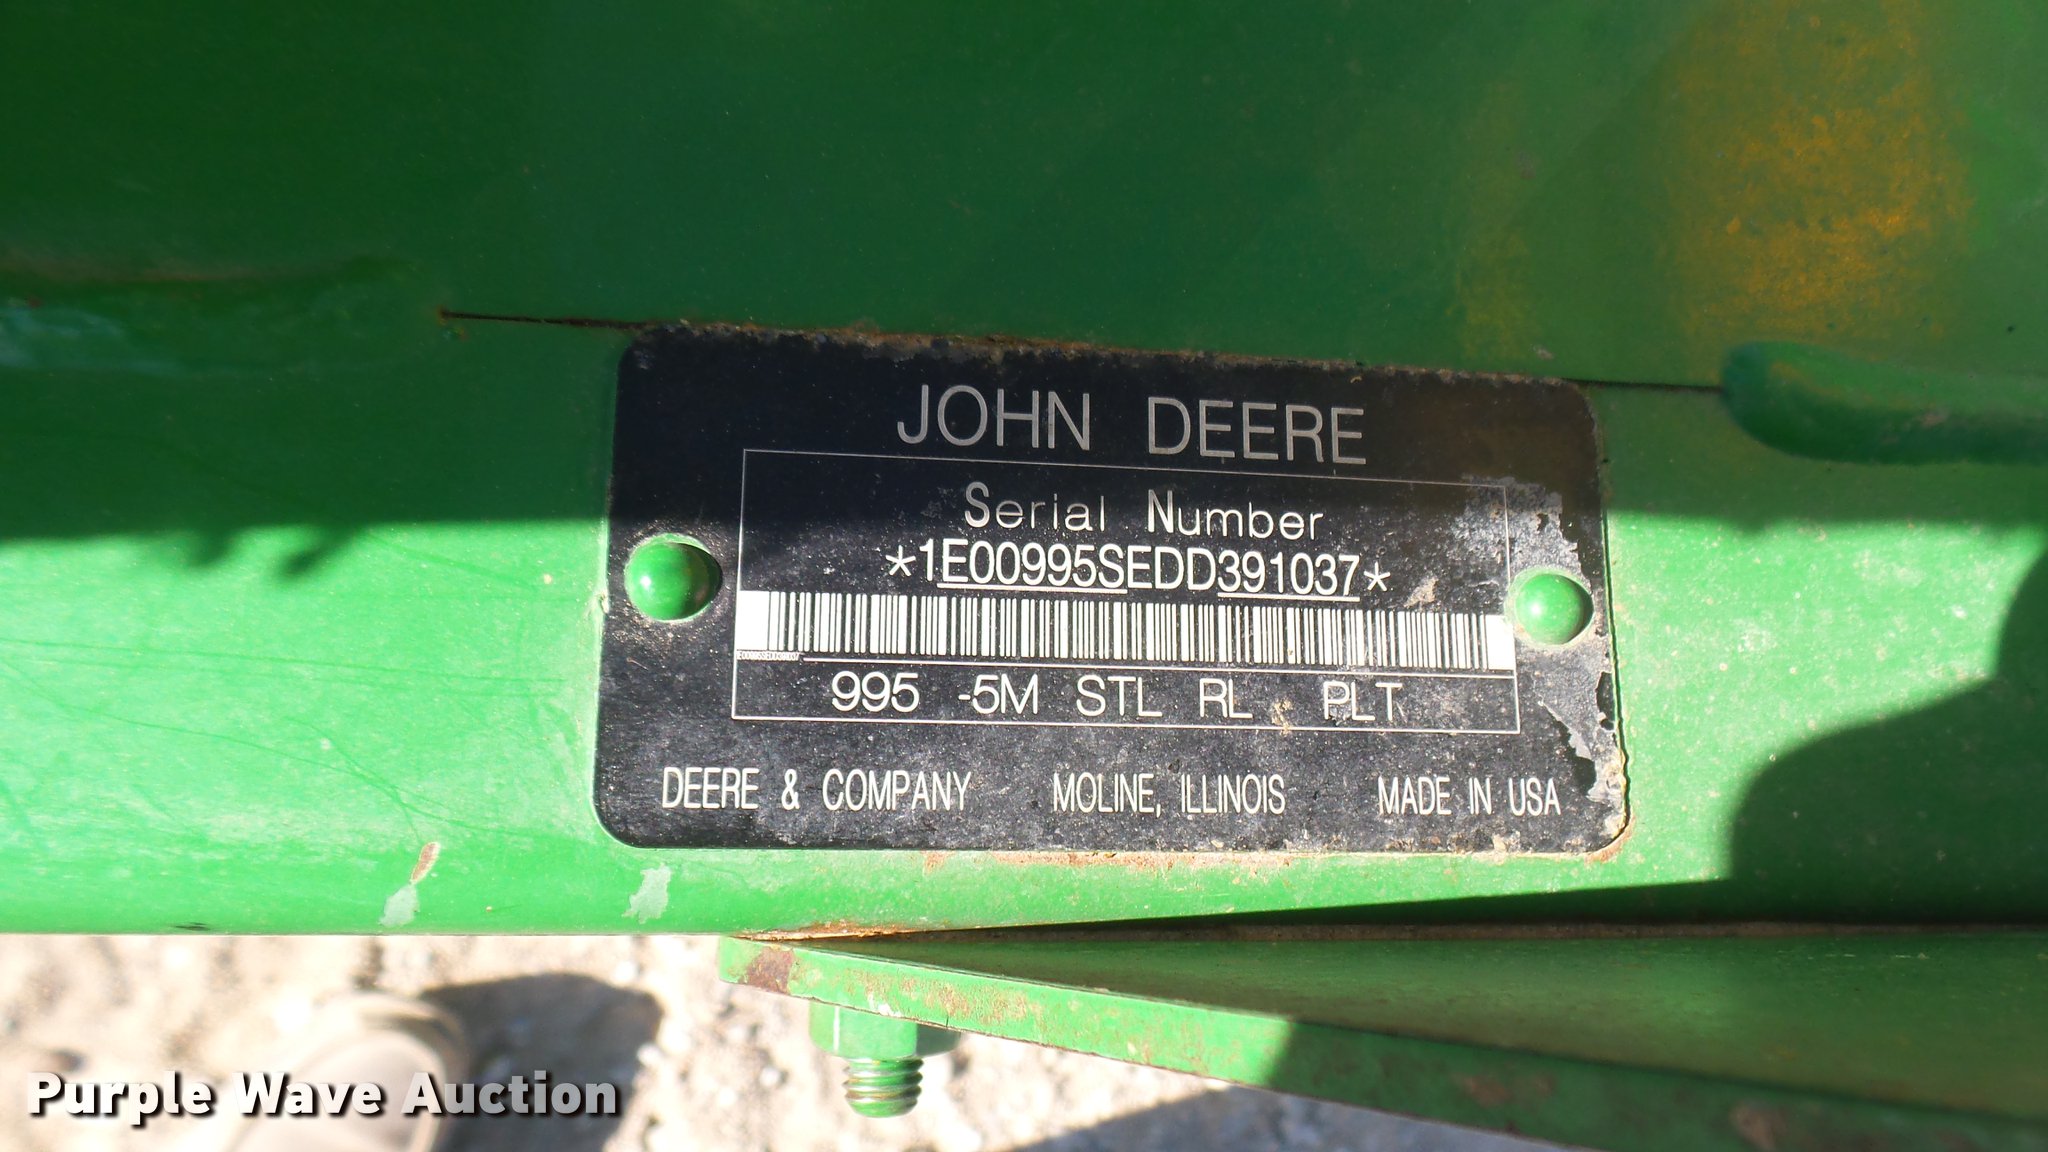 JOHN DEERE
Serial Number
*1E00995SEDD391037*
995 -5M STL RL PLT
DEERE & COMPANY MOLINE, ILLINOIS MADE IN USA
Purple Wave Auction